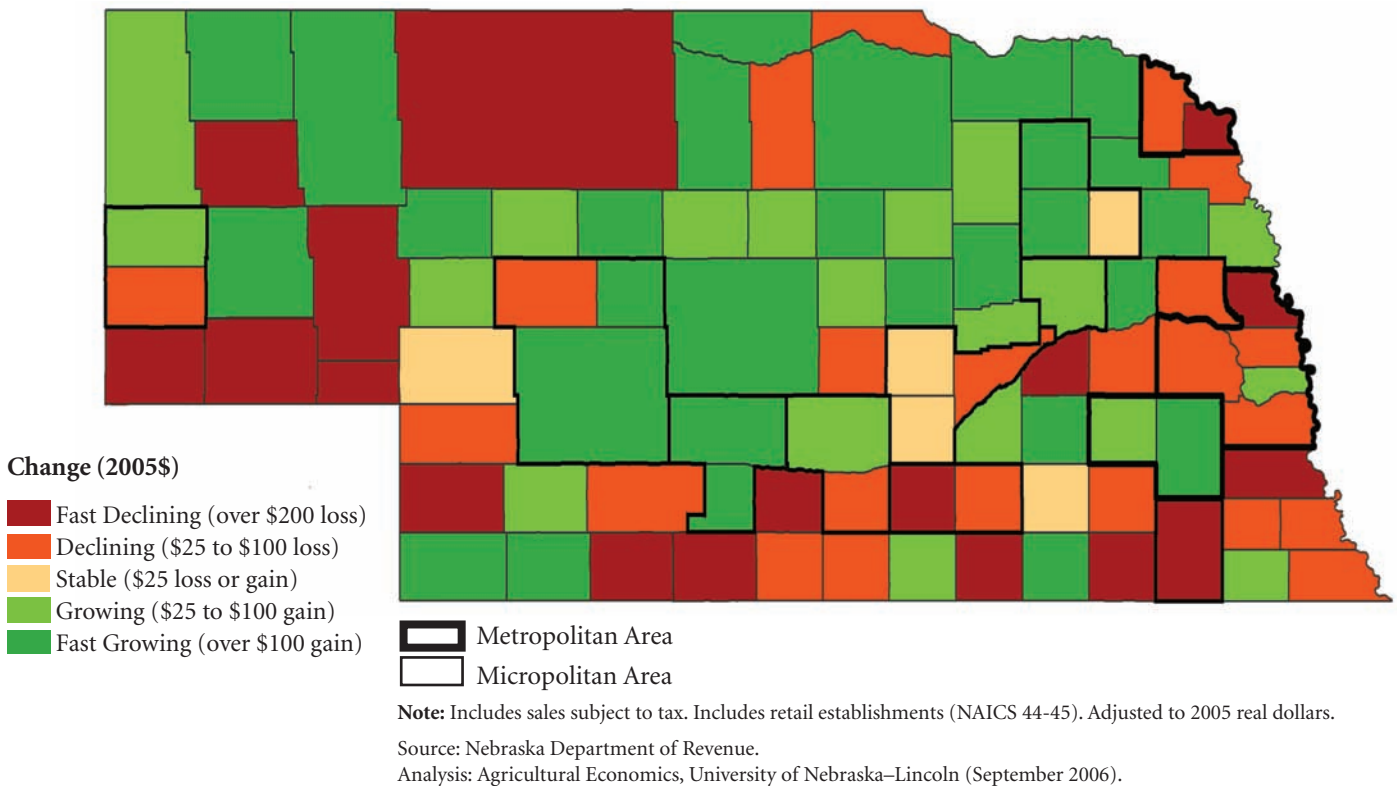 Change (2005$)
Fast Declining (over $200 loss)
Declining ($25 to $100 loss)
Stable ($25 loss or gain)
Growing ($25 to $100 gain)
Fast Growing (over $100 gain)
Metropolitan Area
Micropolitan Area
Note: Includes sales subject to tax. Includes retail establishments (NAICS 44-45). Adjusted to 2005 real dollars.
Source: Nebraska Department of Revenue.
Analysis: Agricultural Economics, University of Nebraska–Lincoln (September 2006).